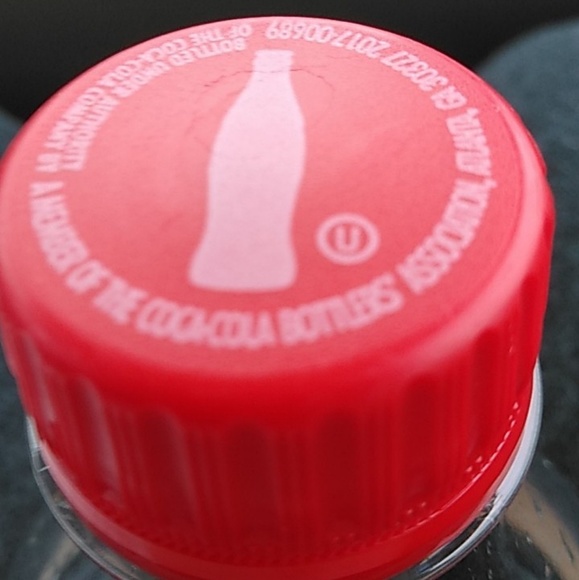 BOTTLED UNDER AUTHORITY
OF THE COCA-COLA COMPANY BY A MEMBER OF THE COCA-COLA BOTTLERS' ASSOCIATION, ATLANTA, GA 30327 2017-00689
U